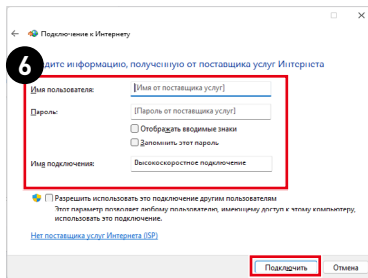 Подключение к Интернету
6
дите информацию, полученную от поставщика услуг Интернета
Имя пользователя:
[Имя от поставщика услуг]
Пароль:
[Пароль от поставщика услуг]
Отображать вводимые знаки
Запомнить этот пароль
Имя подключения:
Высокоскоростное подключение
Разрешить использовать это подключение другим пользователям
Этот параметр позволяет любому пользователю, имеющему доступ к этому компьютеру,
использовать это подключение.
Нет поставщика услуг Интернета (ISP)
Подключить
Отмена